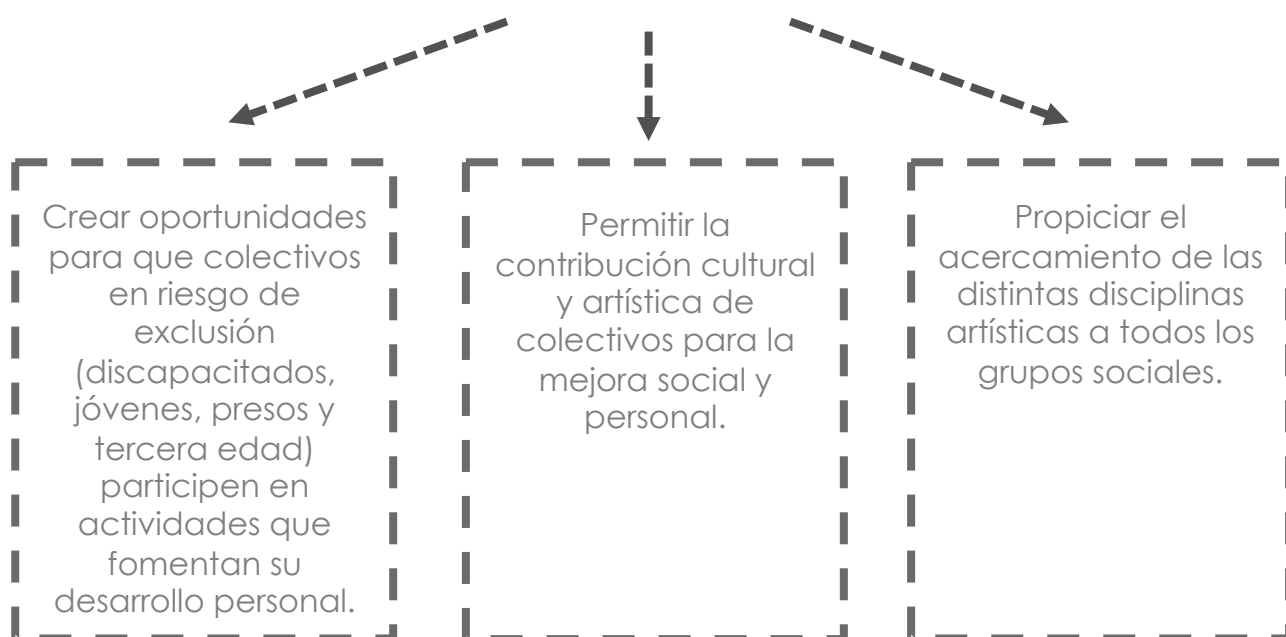 Crear oportunidades
para que colectivos
en riesgo de
exclusión
(discapacitados,
jóvenes, presos y
tercera edad)
participen en
actividades que
fomentan su
desarrollo personal.
Permitir la
contribución cultural
y artística de
colectivos para la
mejora social y
personal.
Propiciar el
acercamiento de las
distintas disciplinas
artísticas a todos los
grupos sociales.